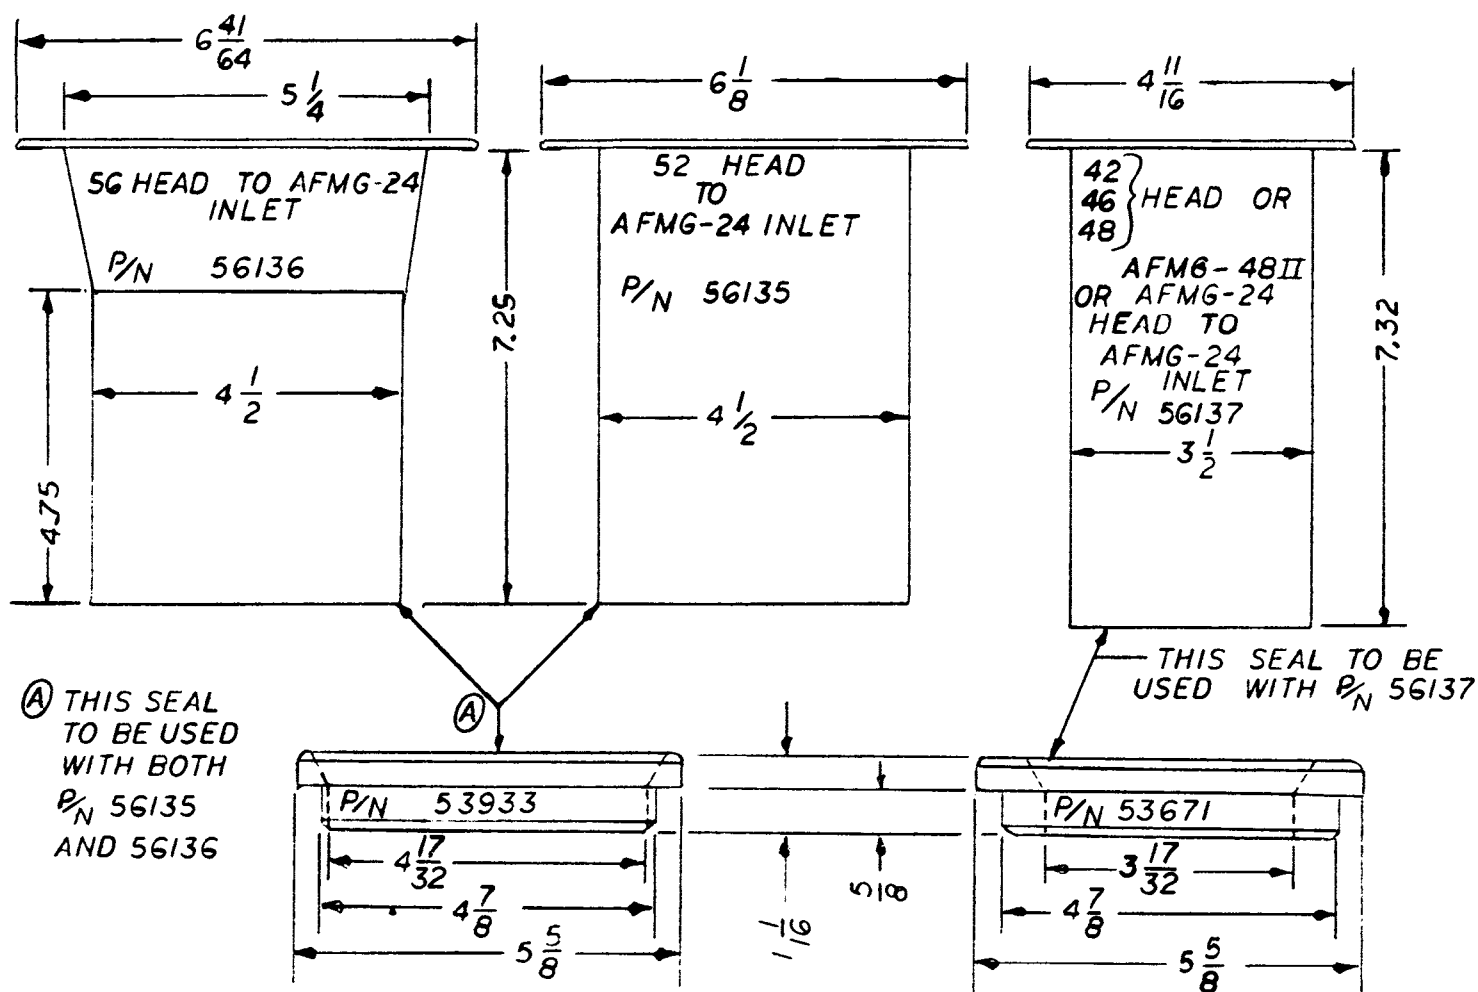 6 41/64
5 1/4
56 HEAD TO AFMG-24
INLET
P/N 56136
4 1/2
4.75
7.25
6 1/8
52 HEAD
TO
AFMG-24 INLET
P/N 56135
4 1/2
4 11/16
42
46 } HEAD OR
48
AFMG-48II
OR AFMG-24
HEAD TO
AFMG-24
INLET
P/N 56137
3 1/2
7.32
Ⓐ THIS SEAL
TO BE USED
WITH BOTH
P/N 56135
AND 56136
Ⓐ
THIS SEAL TO BE
USED WITH P/N 56137
P/N 53933
4 17/32
4 7/8
5 5/8
1 1/16
5/8
P/N 53671
3 17/32
4 7/8
5 5/8